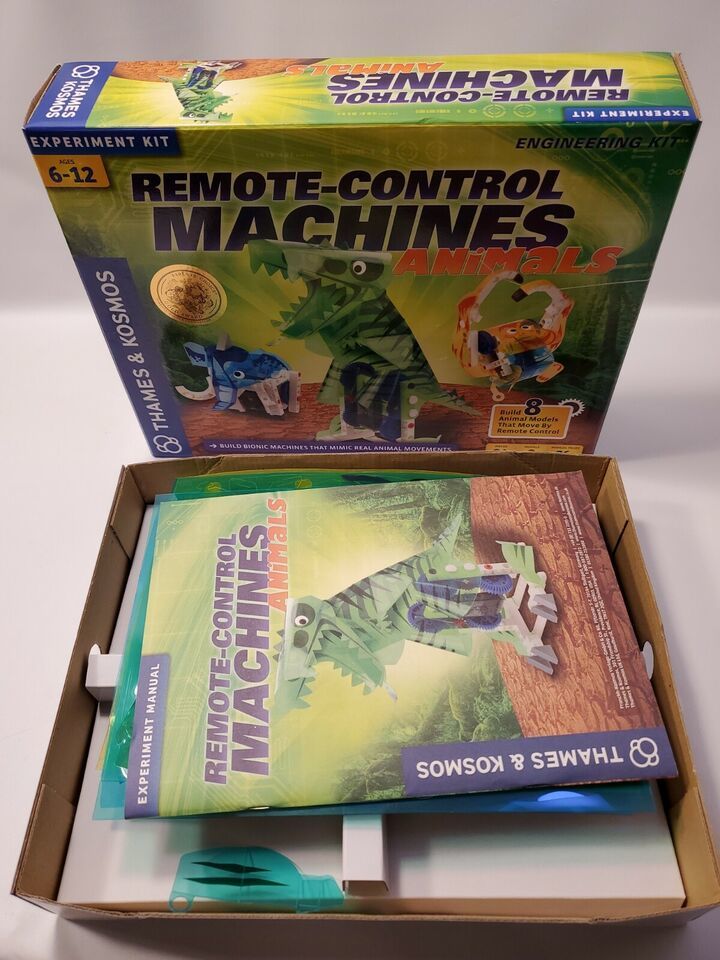 THAMES & KOSMOS
REMOTE-CONTROL
MACHINES
ANIMALS
EXPERIMENT KIT
EXPERIMENT KIT
ENGINEERING KIT
AGES
6-12
REMOTE-CONTROL
MACHINES
ANIMALS
THAMES & KOSMOS
Build 8
Animal Models
That Move By
Remote Control
→ BUILD BIONIC MACHINES THAT MIMIC REAL ANIMAL MOVEMENTS
REMOTE-CONTROL
MACHINES
ANIMALS
EXPERIMENT MANUAL
THAMES & KOSMOS